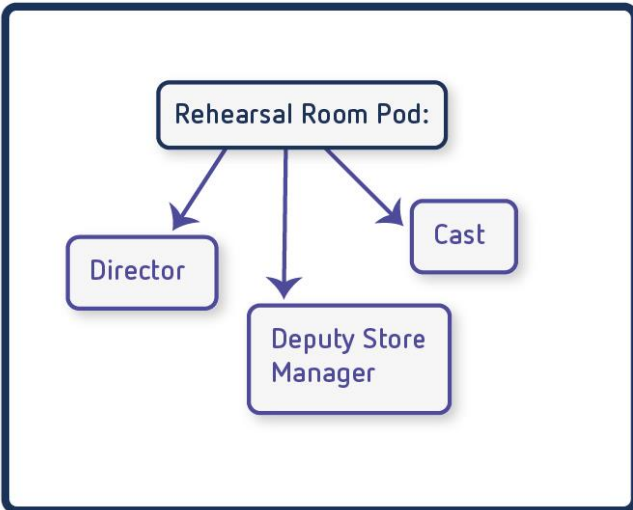 Rehearsal Room Pod:
Director
Cast
Deputy Store
Manager